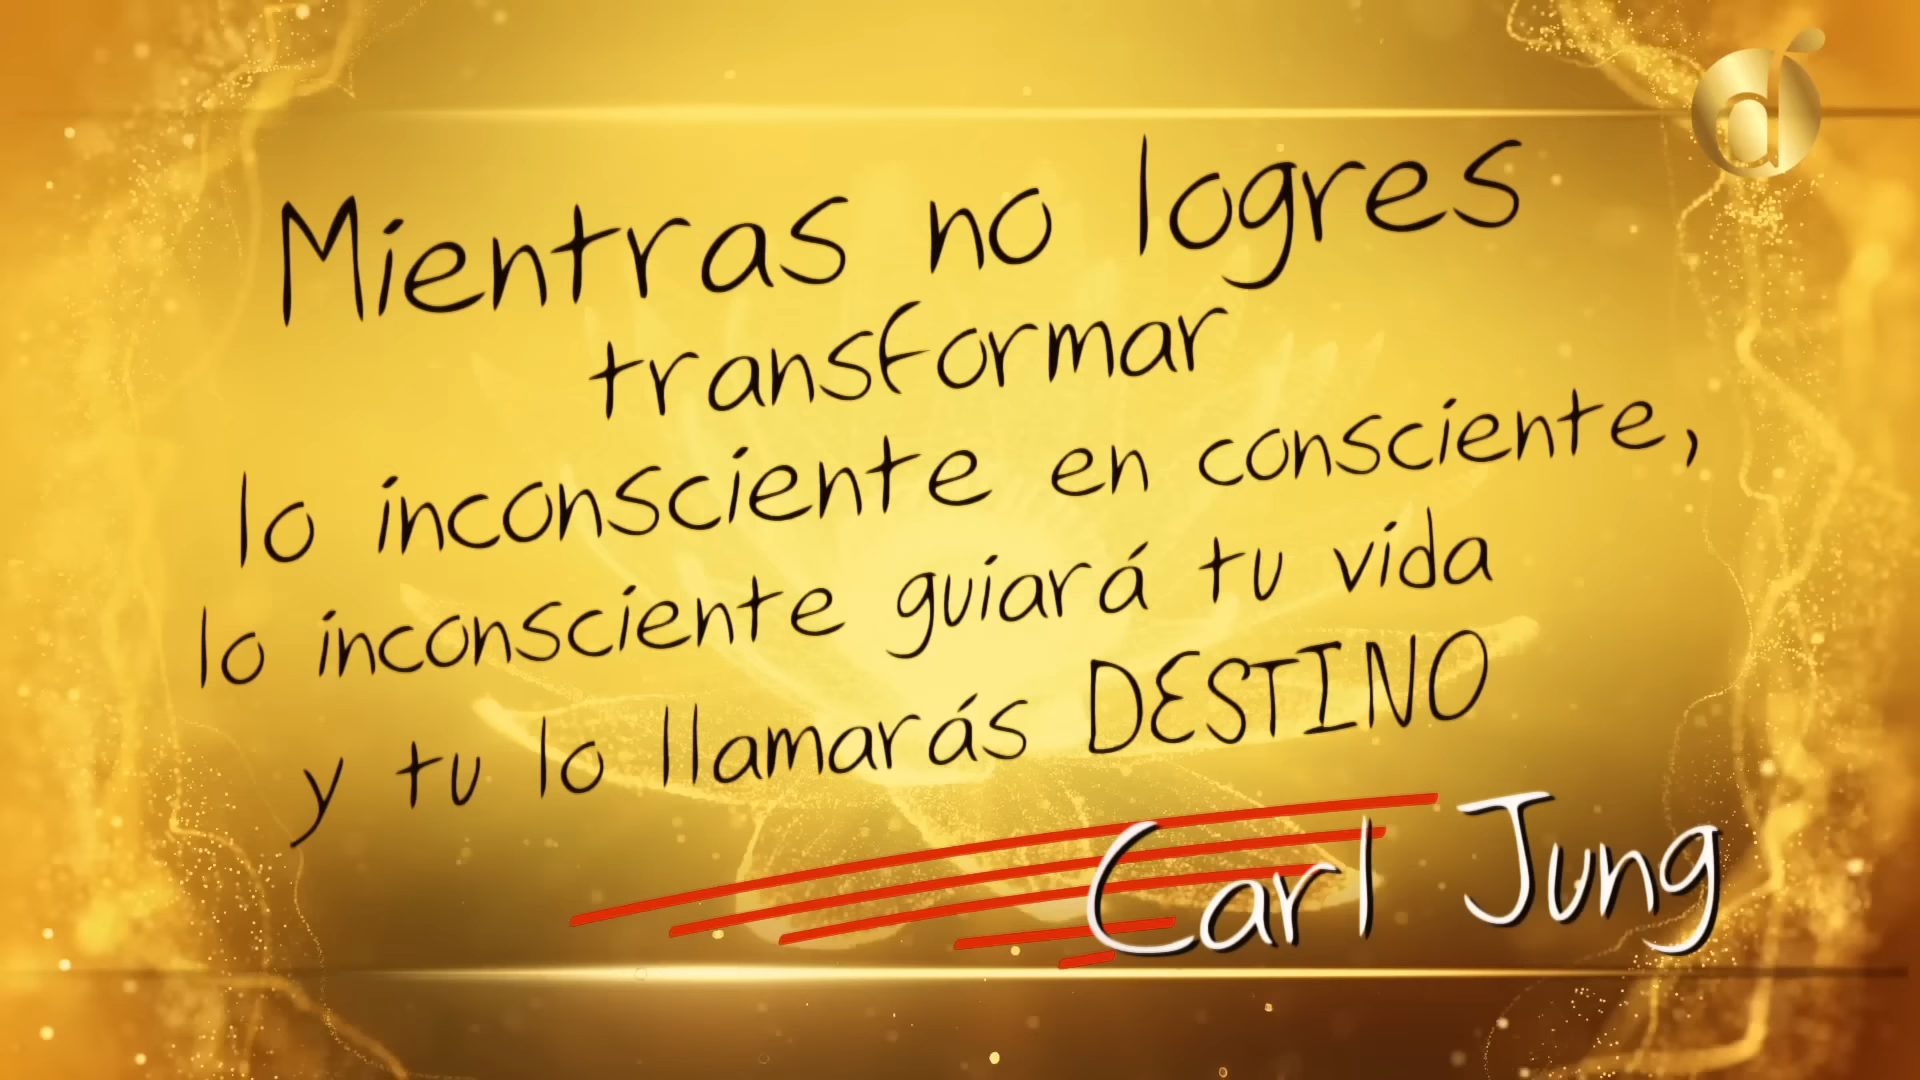 Mientras no logres
transformar
lo inconsciente en consciente,
lo inconsciente guiará tu vida
y tu lo llamarás DESTINO
Carl Jung